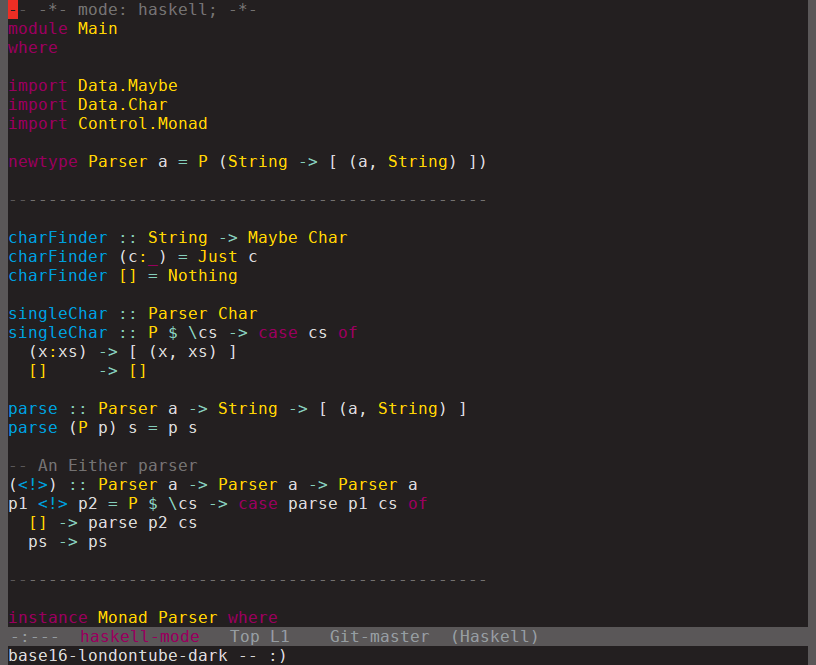 -- -*- mode: haskell; -*-
module Main
where

import Data.Maybe
import Data.Char
import Control.Monad

newtype Parser a = P (String -> [ (a, String) ])

------------------------------------------------

charFinder :: String -> Maybe Char
charFinder (c:_) = Just c
charFinder [] = Nothing

singleChar :: Parser Char
singleChar :: P $ \cs -> case cs of
  (x:xs) -> [ (x, xs) ]
  []     -> []

parse :: Parser a -> String -> [ (a, String) ]
parse (P p) s = p s

-- An Either parser
(<!>) :: Parser a -> Parser a -> Parser a
p1 <!> p2 = P $ \cs -> case parse p1 cs of
  [] -> parse p2 cs
  ps -> ps

------------------------------------------------

instance Monad Parser where
-:---  haskell-mode   Top L1    Git-master  (Haskell)
base16-londontube-dark -- :)